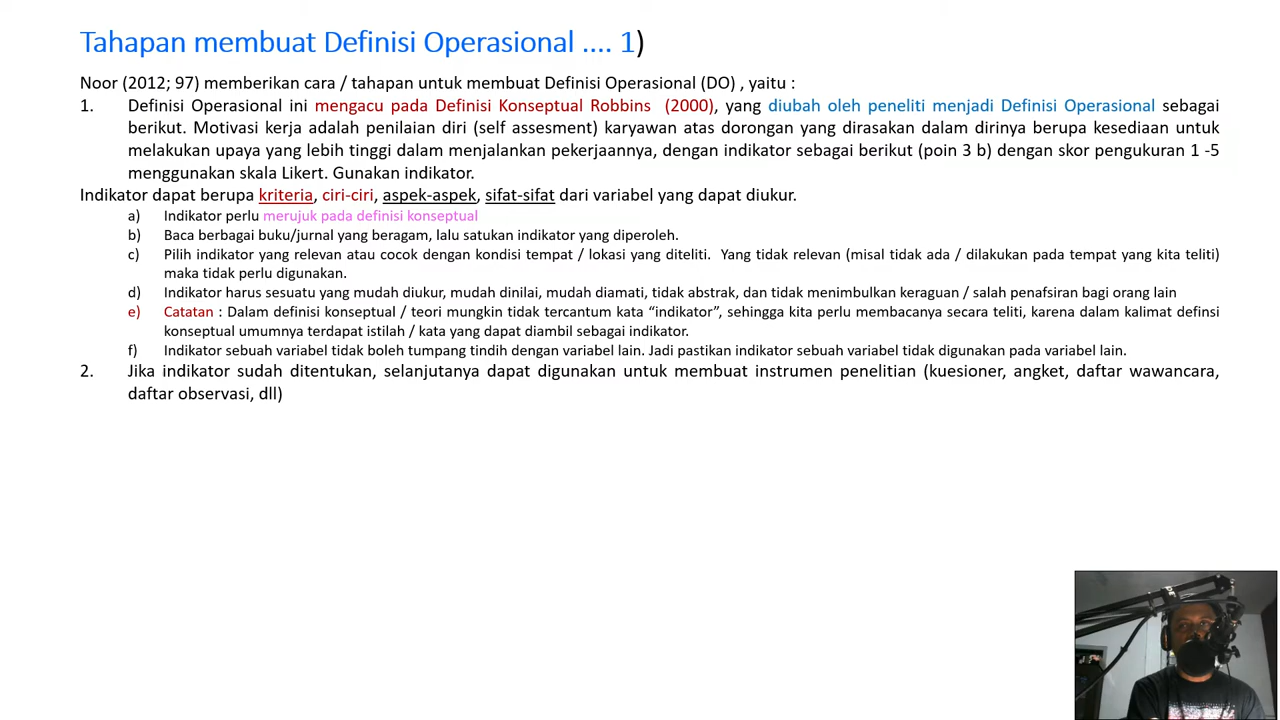 Tahapan membuat Definisi Operasional .... 1)
Noor (2012; 97) memberikan cara / tahapan untuk membuat Definisi Operasional (DO) , yaitu :
1. Definisi Operasional ini mengacu pada Definisi Konseptual Robbins (2000), yang diubah oleh peneliti menjadi Definisi Operasional sebagai
berikut. Motivasi kerja adalah penilaian diri (self assesment) karyawan atas dorongan yang dirasakan dalam dirinya berupa kesediaan untuk
melakukan upaya yang lebih tinggi dalam menjalankan pekerjaannya, dengan indikator sebagai berikut (poin 3 b) dengan skor pengukuran 1 -5
menggunakan skala Likert. Gunakan indikator.
Indikator dapat berupa kriteria, ciri-ciri, aspek-aspek, sifat-sifat dari variabel yang dapat diukur.
a) Indikator perlu merujuk pada definisi konseptual
b) Baca berbagai buku/jurnal yang beragam, lalu satukan indikator yang diperoleh.
c) Pilih indikator yang relevan atau cocok dengan kondisi tempat / lokasi yang diteliti. Yang tidak relevan (misal tidak ada / dilakukan pada tempat yang kita teliti)
maka tidak perlu digunakan.
d) Indikator harus sesuatu yang mudah diukur, mudah dinilai, mudah diamati, tidak abstrak, dan tidak menimbulkan keraguan / salah penafsiran bagi orang lain
e) Catatan : Dalam definisi konseptual / teori mungkin tidak tercantum kata “indikator”, sehingga kita perlu membacanya secara teliti, karena dalam kalimat definsi
konseptual umumnya terdapat istilah / kata yang dapat diambil sebagai indikator.
f) Indikator sebuah variabel tidak boleh tumpang tindih dengan variabel lain. Jadi pastikan indikator sebuah variabel tidak digunakan pada variabel lain.
2. Jika indikator sudah ditentukan, selanjutanya dapat digunakan untuk membuat instrumen penelitian (kuesioner, angket, daftar wawancara,
daftar observasi, dll)